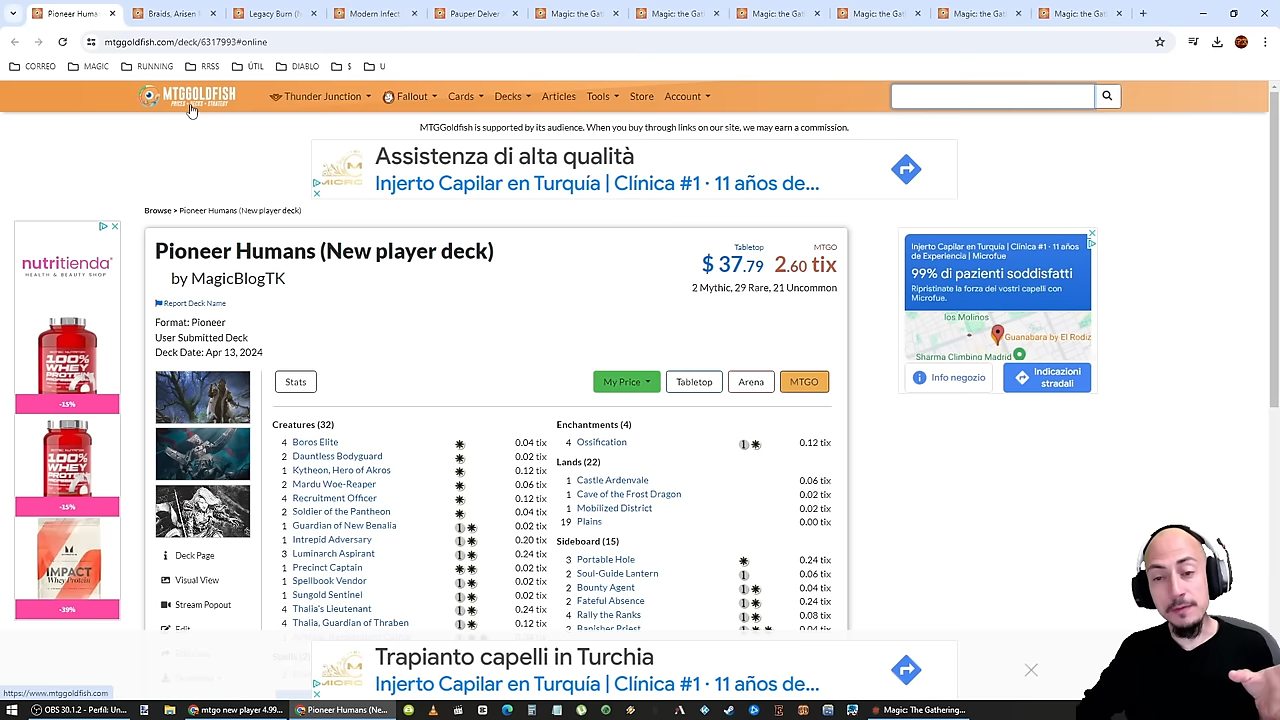 Pioneer Huma
Braids, Arisen
Legacy Burn (
Modern Infect
Pauper Delver
Magic: the Gat
Magic: the Gat
Magic: the Gat
Magic: the Gat
Magic: the Gat
Magic: the Gat
mtggoldfish.com/deck/6317993#online
CORREO
MAGIC
RUNNING
RRSS
ÚTIL
DIABLO
$
U
MTGGOLDFISH
PRICES • DECKS • STRATEGY
Thunder Junction
Fallout
Cards
Decks
Articles
Tools
Store
Account
MTGGoldfish is supported by its audience. When you buy through links on our site, we may earn a commission.
Assistenza di alta qualità
Injerto Capilar en Turquía | Clínica #1 · 11 años de...
Browse > Pioneer Humans (New player deck)
nutritienda
HEALTH & BEAUTY SHOP
100%
WHEY
PROTEIN
-15%
100%
WHEY
-15%
IMPACT
Whey Protein
-39%
Pioneer Humans (New player deck)
by MagicBlogTK
Report Deck Name
Tabletop
MTGO
$ 37.79
2.60 tix
2 Mythic, 29 Rare, 21 Uncommon
Format: Pioneer
User Submitted Deck
Deck Date: Apr 13, 2024
Stats
My Price
Tabletop
Arena
MTGO
Creatures (32)
4 Boros Elite 0.04 tix
2 Dauntless Bodyguard 0.02 tix
1 Kytheon, Hero of Akros 0.12 tix
2 Mardu Woe-Reaper 0.06 tix
4 Recruitment Officer 0.12 tix
2 Soldier of the Pantheon 0.04 tix
1 Guardian of New Benalia 0.02 tix
1 Intrepid Adversary 0.20 tix
3 Luminarch Aspirant 0.24 tix
1 Precinct Captain 0.02 tix
1 Spellbook Vendor 0.02 tix
1 Sungold Sentinel 0.02 tix
4 Thalia's Lieutenant 0.24 tix
4 Thalia, Guardian of Thraben 0.12 tix
Enchantments (4)
4 Ossification 0.12 tix
Lands (22)
1 Castle Ardenvale 0.06 tix
1 Cave of the Frost Dragon 0.02 tix
1 Mobilized District 0.02 tix
19 Plains 0.00 tix
Sideboard (15)
3 Portable Hole 0.24 tix
2 Soul-Guide Lantern 0.06 tix
2 Bounty Agent 0.04 tix
2 Fateful Absence 0.24 tix
4 Rally the Ranks 0.08 tix
2 Banisher Priest 0.04 tix
Deck Page
Visual View
Stream Popout
Edit
Injerto Capilar en Turquía | Clínica #1 · 11 años
de Experiencia | Microfue
99% di pazienti soddisfatti
Ripristinate la forza dei vostri capelli con
Microfue.
los Molinos
Guanabara by El Rodiz
Sharma Climbing Madrid
Info negozio
Indicazioni
stradali
Trapianto capelli in Turchia
Injerto Capilar en Turquía | Clínica #1 · 11 años de...
https://www.mtggoldfish.com
OBS 30.1.2 - Perfil: Un...
mtgo new player 4.99...
Pioneer Humans (Ne...
Magic: The Gathering...